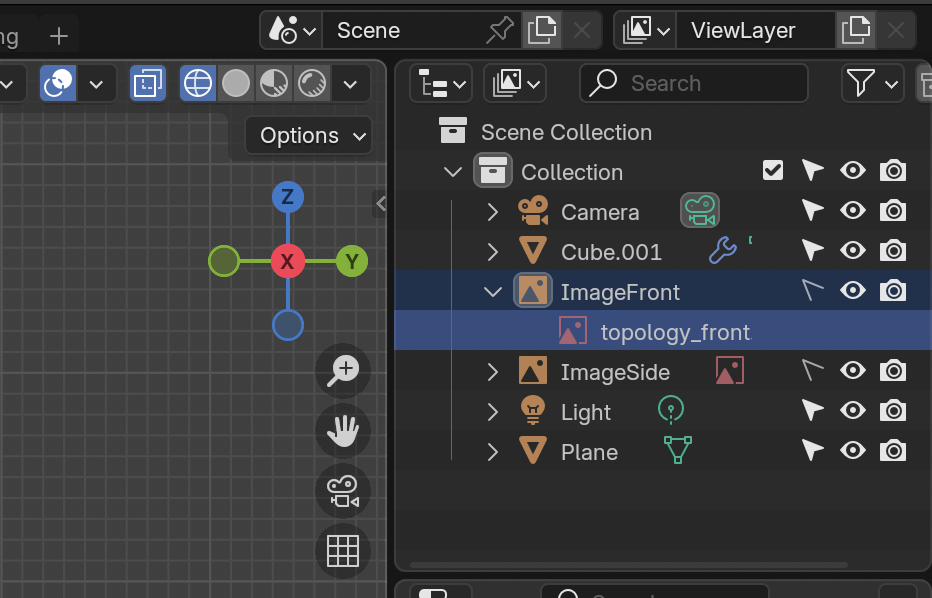 ng
Scene
ViewLayer
Search
Options
Scene Collection
Collection
Z
Camera
X
Y
Cube.001
ImageFront
topology_front
ImageSide
Light
Plane